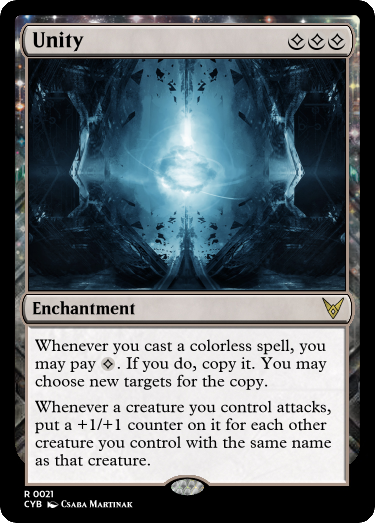 Unity
Enchantment
Whenever you cast a colorless spell, you
may pay . If you do, copy it. You may
choose new targets for the copy.
Whenever a creature you control attacks,
put a +1/+1 counter on it for each other
creature you control with the same name
as that creature.
R 0021
CYB Csaba Martinak